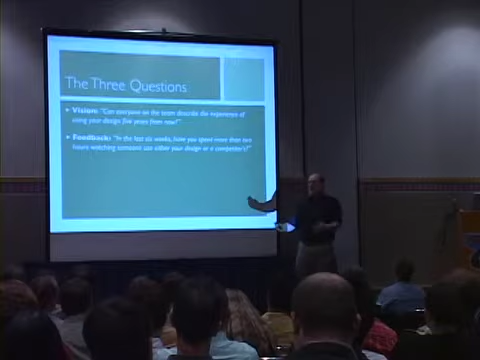 The Three Questions
Vision: "Can everyone on the team describe the experience of
using your design five years from now?"
Feedback: "In the last six weeks, have you spent more than two
hours watching someone use either your design or a competitor's?"